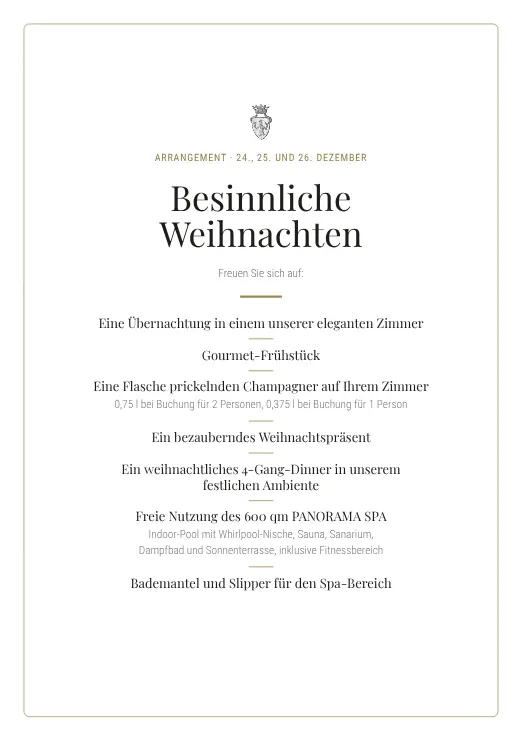 ARRANGEMENT · 24., 25. UND 26. DEZEMBER
Besinnliche
Weihnachten
Freuen Sie sich auf:
Eine Übernachtung in einem unserer eleganten Zimmer
Gourmet-Frühstück
Eine Flasche prickelnden Champagner auf Ihrem Zimmer
0,75 l bei Buchung für 2 Personen, 0,375 l bei Buchung für 1 Person
Ein bezauberndes Weihnachtspräsent
Ein weihnachtliches 4-Gang-Dinner in unserem
festlichen Ambiente
Freie Nutzung des 600 qm PANORAMA SPA
Indoor-Pool mit Whirlpool-Nische, Sauna, Sanarium,
Dampfbad und Sonnenterrasse, inklusive Fitnessbereich
Bademantel und Slipper für den Spa-Bereich